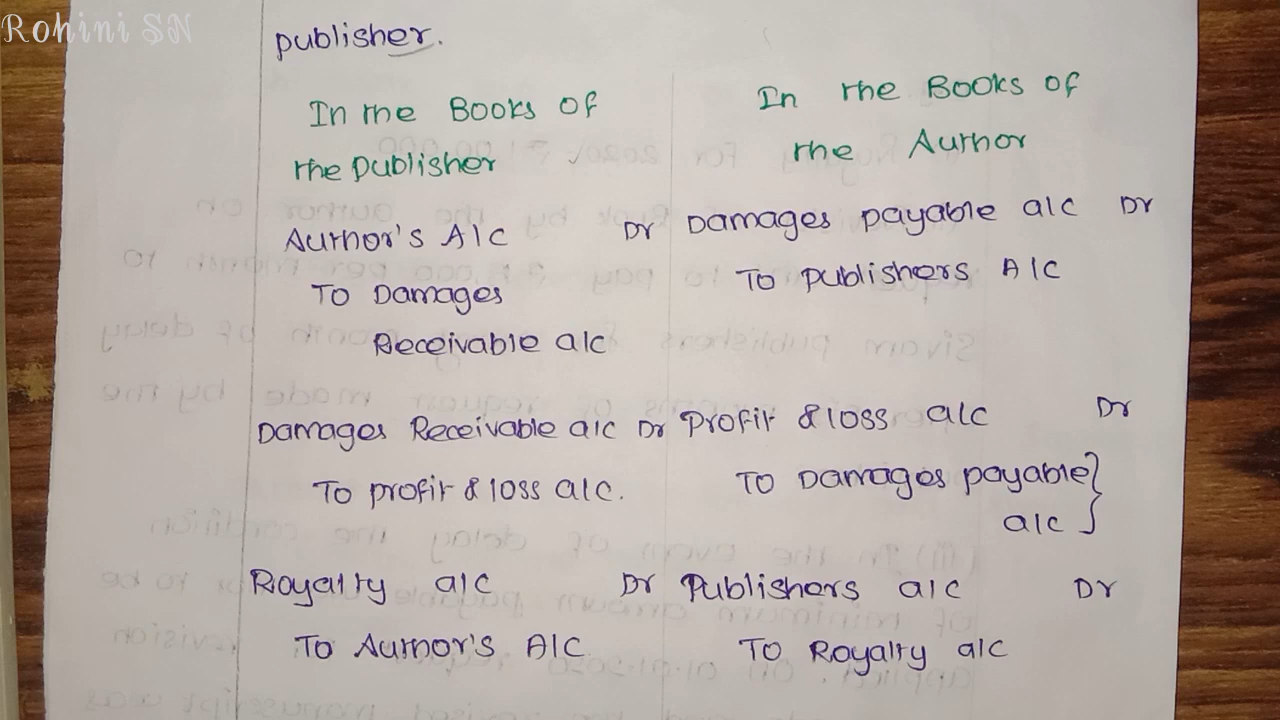 Rohini SN
publisher.
In the Books of
the publisher
Author's A/c Dr
To Damages
Receivable a/c
Damages Receivable a/c Dr
To profit & loss a/c.
Royalty a/c Dr
To Author's A/c
In the Books of
the Author
Damages payable a/c Dr
To publishers A/c
Profit & loss a/c Dr
To Damages payable
a/c
Publishers a/c Dr
To Royalty a/c